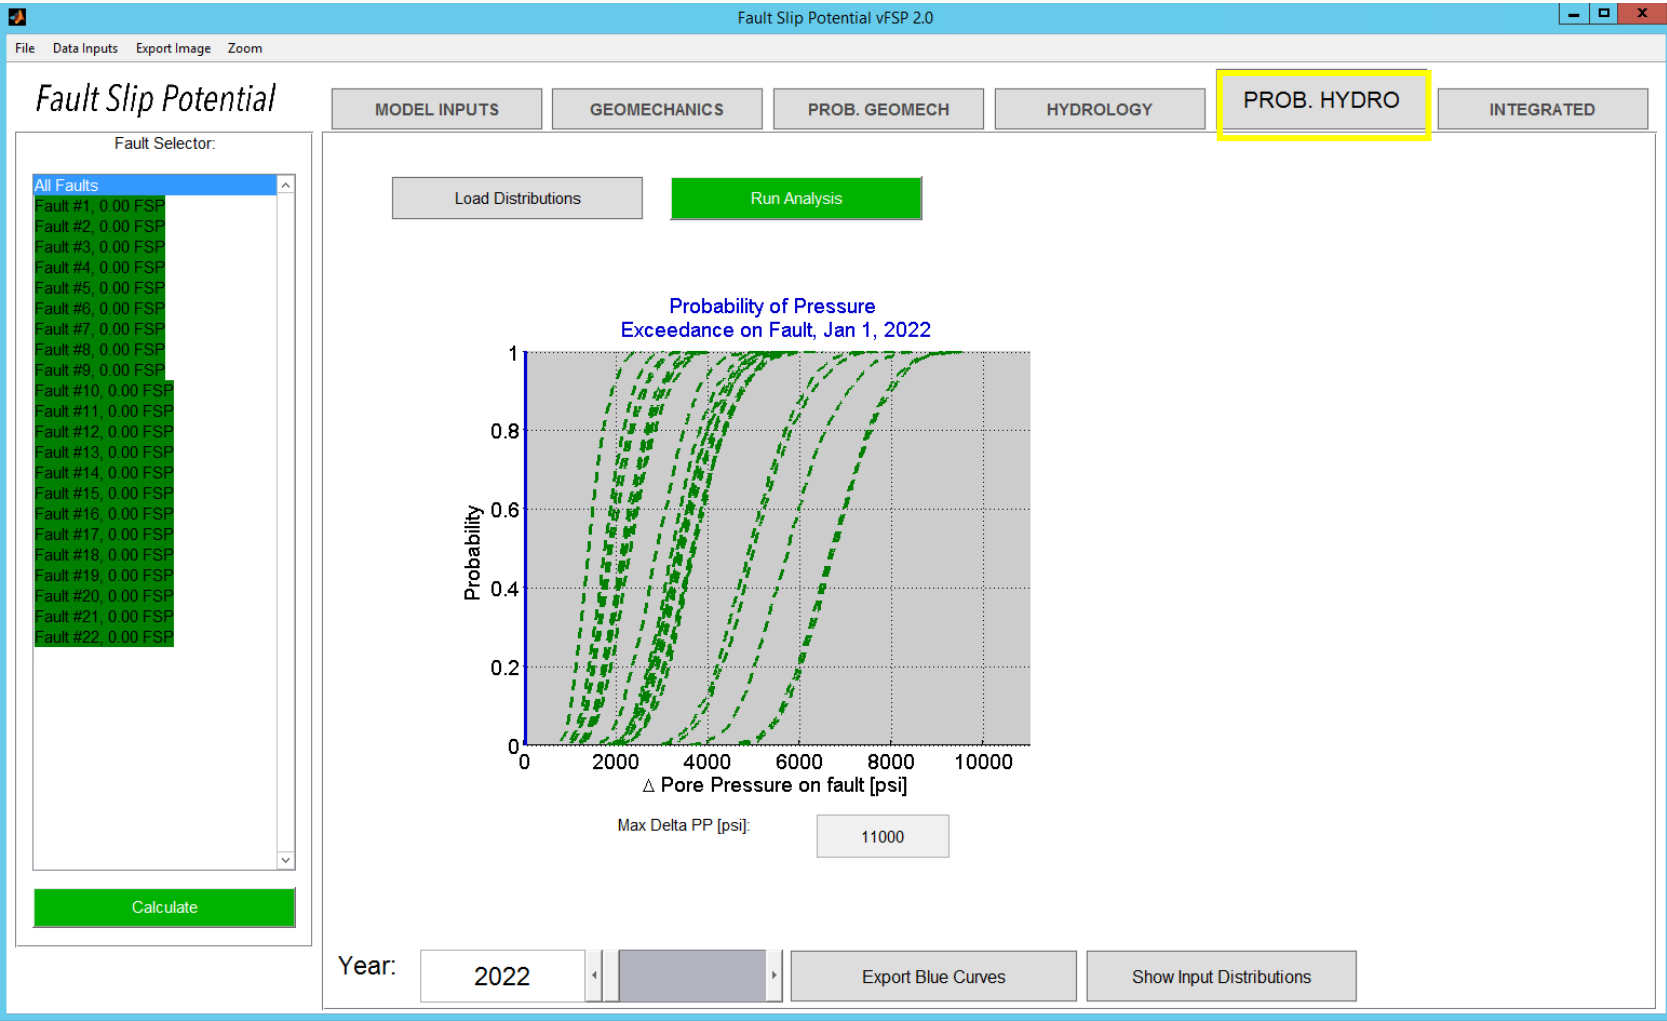 Fault Slip Potential vFSP 2.0
File Data Inputs Export Image Zoom
Fault Slip Potential
MODEL INPUTS
GEOMECHANICS
PROB. GEOMECH
HYDROLOGY
PROB. HYDRO
INTEGRATED
Fault Selector:
All Faults
Fault #1, 0.00 FSP
Fault #2, 0.00 FSP
Fault #3, 0.00 FSP
Fault #4, 0.00 FSP
Fault #5, 0.00 FSP
Fault #6, 0.00 FSP
Fault #7, 0.00 FSP
Fault #8, 0.00 FSP
Fault #9, 0.00 FSP
Fault #10, 0.00 FSP
Fault #11, 0.00 FSP
Fault #12, 0.00 FSP
Fault #13, 0.00 FSP
Fault #14, 0.00 FSP
Fault #15, 0.00 FSP
Fault #16, 0.00 FSP
Fault #17, 0.00 FSP
Fault #18, 0.00 FSP
Fault #19, 0.00 FSP
Fault #20, 0.00 FSP
Fault #21, 0.00 FSP
Fault #22, 0.00 FSP
Calculate
Load Distributions
Run Analysis
Probability of Pressure
Exceedance on Fault, Jan 1, 2022
Probability
1
0.8
0.6
0.4
0.2
0
0 2000 4000 6000 8000 10000
Δ Pore Pressure on fault [psi]
Max Delta PP [psi]:
11000
Year:
2022
Export Blue Curves
Show Input Distributions